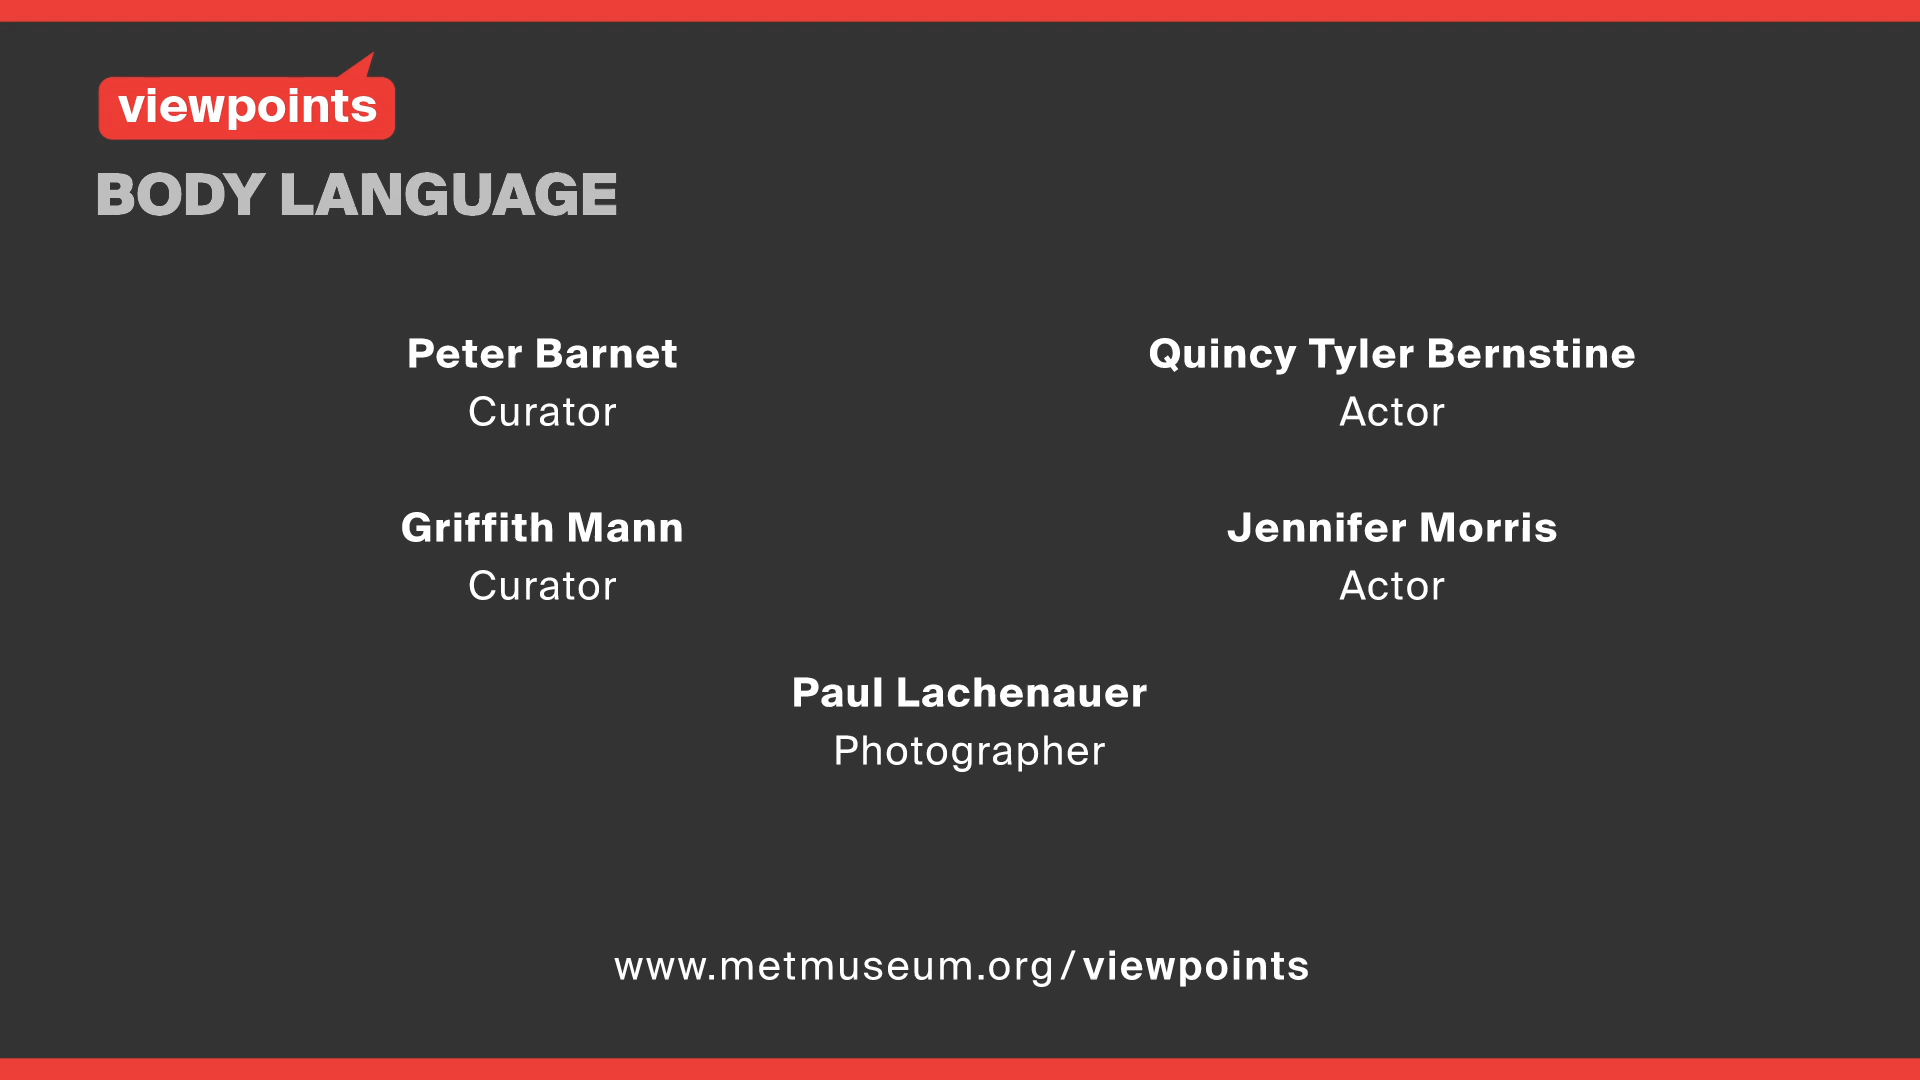 viewpoints
BODY LANGUAGE
Peter Barnet
Curator
Quincy Tyler Bernstine
Actor
Griffith Mann
Curator
Jennifer Morris
Actor
Paul Lachenauer
Photographer
www.metmuseum.org/viewpoints